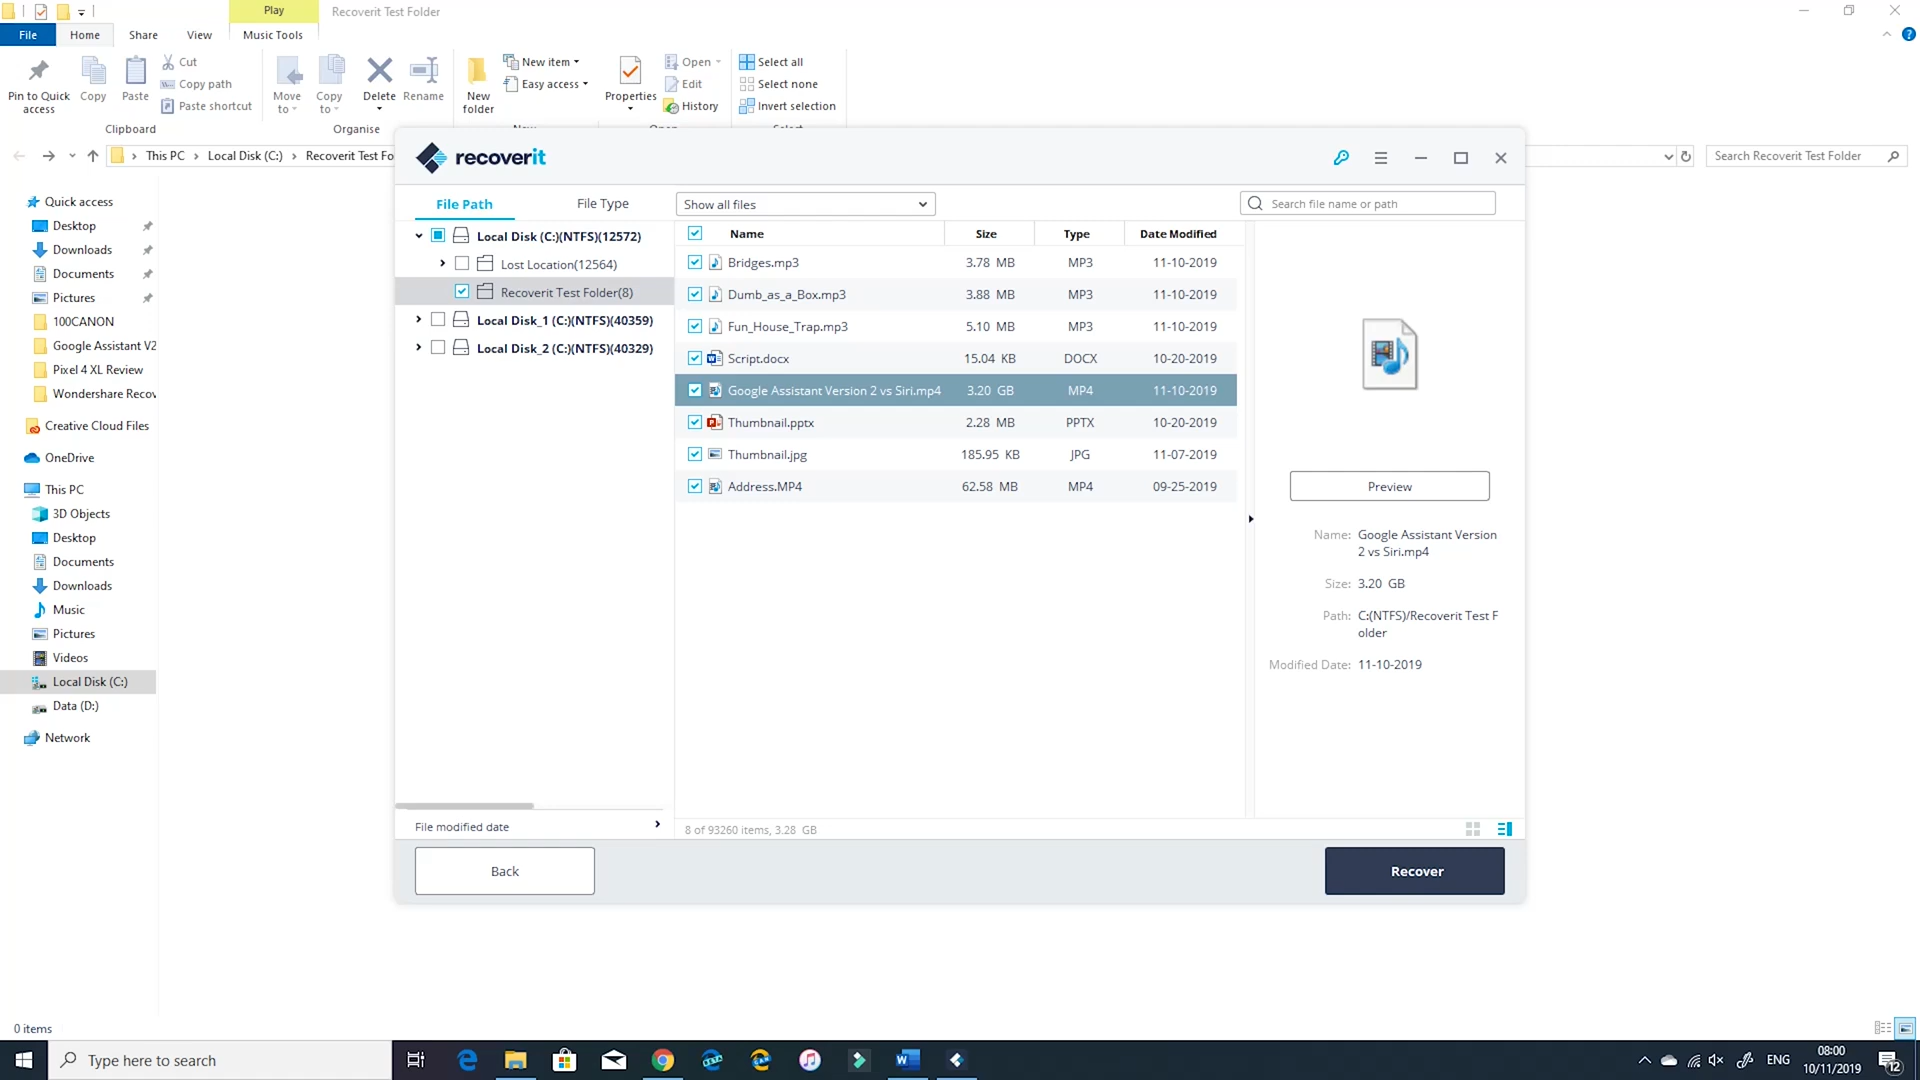 Play
Recoverit Test Folder
File
Home
Share
View
Music Tools
Pin to Quick access
Copy
Paste
Cut
Copy path
Paste shortcut
Clipboard
Move to
Copy to
Delete
Rename
Organise
New folder
New item
Easy access
Properties
Open
Edit
History
Select all
Select none
Invert selection
This PC
Local Disk (C:)
Recoverit Test Fo
Search Recoverit Test Folder
Quick access
Desktop
Downloads
Documents
Pictures
100CANON
Google Assistant V2
Pixel 4 XL Review
Wondershare Recov
Creative Cloud Files
OneDrive
This PC
3D Objects
Desktop
Documents
Downloads
Music
Pictures
Videos
Local Disk (C:)
Data (D:)
Network
0 items
recoverit
File Path
File Type
Show all files
Search file name or path
Local Disk (C:)(NTFS)(12572)
Lost Location(12564)
Recoverit Test Folder(8)
Local Disk_1 (C:)(NTFS)(40359)
Local Disk_2 (C:)(NTFS)(40329)
File modified date
Name Size Type Date Modified
Bridges.mp3 3.78 MB MP3 11-10-2019
Dumb_as_a_Box.mp3 3.88 MB MP3 11-10-2019
Fun_House_Trap.mp3 5.10 MB MP3 11-10-2019
Script.docx 15.04 KB DOCX 10-20-2019
Google Assistant Version 2 vs Siri.mp4 3.20 GB MP4 11-10-2019
Thumbnail.pptx 2.28 MB PPTX 10-20-2019
Thumbnail.jpg 185.95 KB JPG 11-07-2019
Address.MP4 62.58 MB MP4 09-25-2019
8 of 93260 items, 3.28 GB
Preview
Name: Google Assistant Version
2 vs Siri.mp4
Size: 3.20 GB
Path: C:(NTFS)/Recoverit Test F
older
Modified Date: 11-10-2019
Back
Recover
Type here to search
ENG
08:00
10/11/2019
12